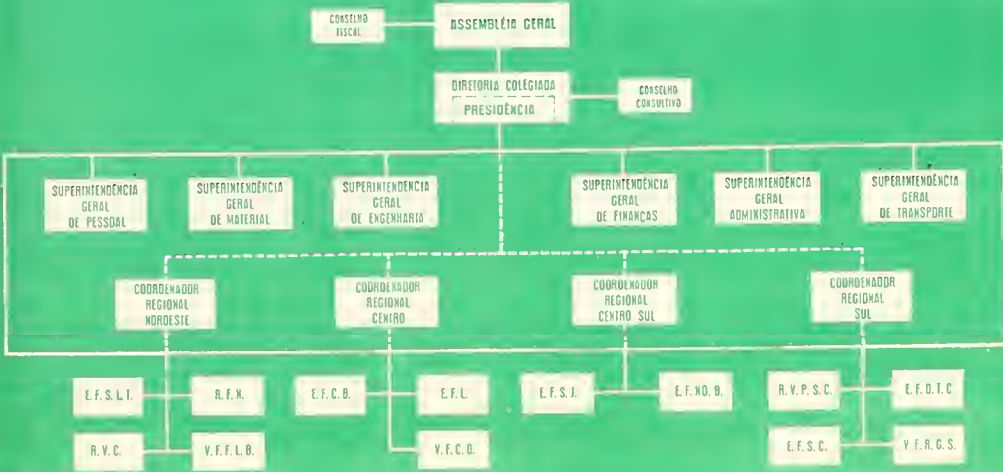 CONSELHO
FISCAL
ASSEMBLÉIA GERAL
DIRETORIA COLEGIADA
PRESIDÊNCIA
CONSELHO
CONSULTIVO
SUPERINTENDÊNCIA
GERAL
DE PESSOAL
SUPERINTENDÊNCIA
GERAL
DE MATERIAL
SUPERINTENDÊNCIA
GERAL
DE ENGENHARIA
SUPERINTENDÊNCIA
GERAL
DE FINANÇAS
SUPERINTENDÊNCIA
GERAL
ADMINISTRATIVA
SUPERINTENDÊNCIA
GERAL
DE TRANSPORTE
COORDENADOR
REGIONAL
NORDESTE
COORDENADOR
REGIONAL
CENTRO
COORDENADOR
REGIONAL
CENTRO SUL
COORDENADOR
REGIONAL
SUL
E.F.S.L.T.
R.F.N.
E.F.C.B.
E.F.L.
E.F.S.J.
E.F.NO.B.
R.V.P.S.C.
E.F.D.T.C
R.V.C.
V.F.F.L.B.
V.F.C.O.
E.F.S.C.
V.F.R.G.S.